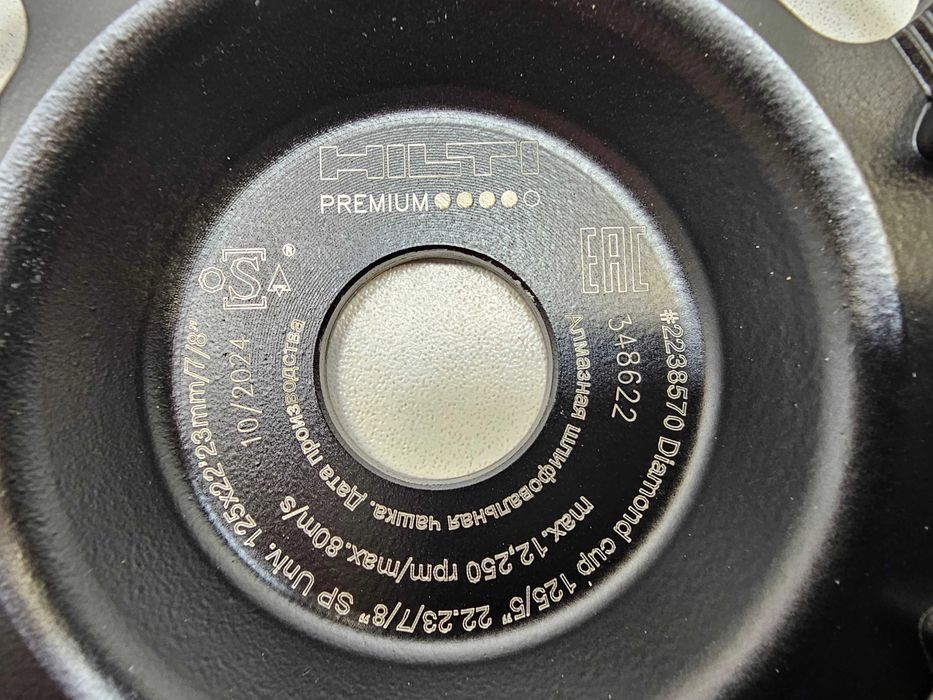 HILTI
PREMIUM
EAC
oSa®
#2238570 Diamond cup 125/5" 22.23/7/8" SP Univ. 125x22'23mm/7/8"
348622
max. 12,250 rpm/max. 80m/s
10/2024
Алмазная шлифовальная чашка. Дата производства